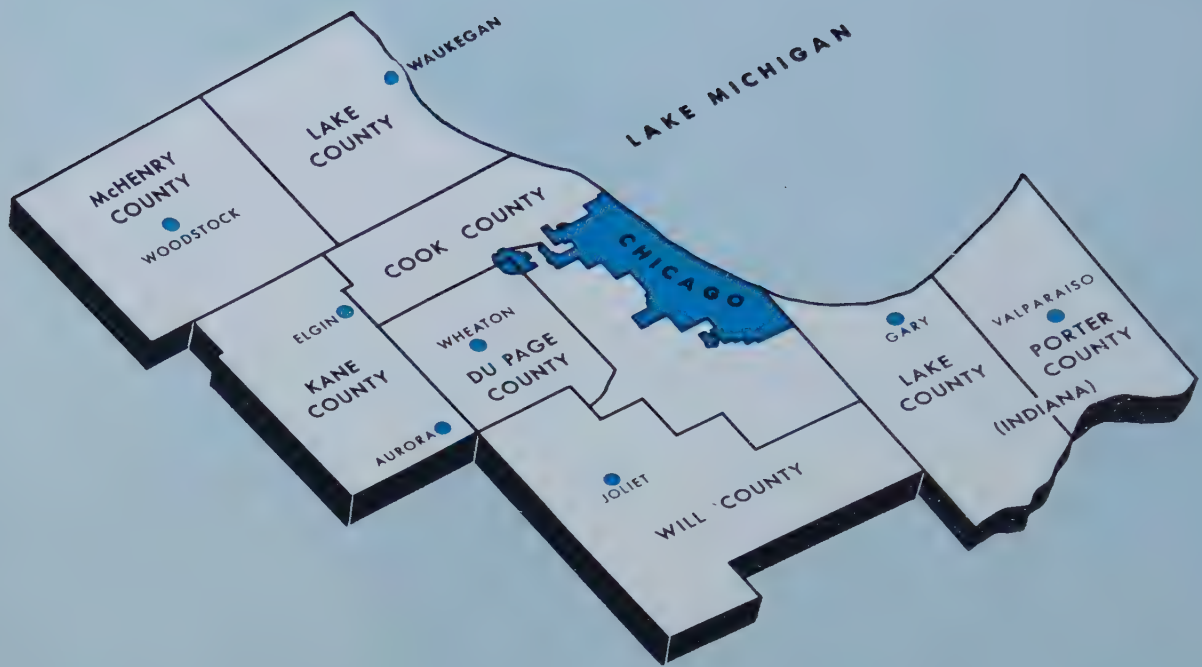 WAUKEGAN
LAKE MICHIGAN
LAKE
COUNTY
McHENRY
COUNTY
WOODSTOCK
COOK COUNTY
CHICAGO
ELGIN
KANE
COUNTY
AURORA
WHEATON
DU PAGE
COUNTY
JOLIET
WILL COUNTY
GARY
LAKE
COUNTY
VALPARAISO
PORTER
COUNTY
(INDIANA)